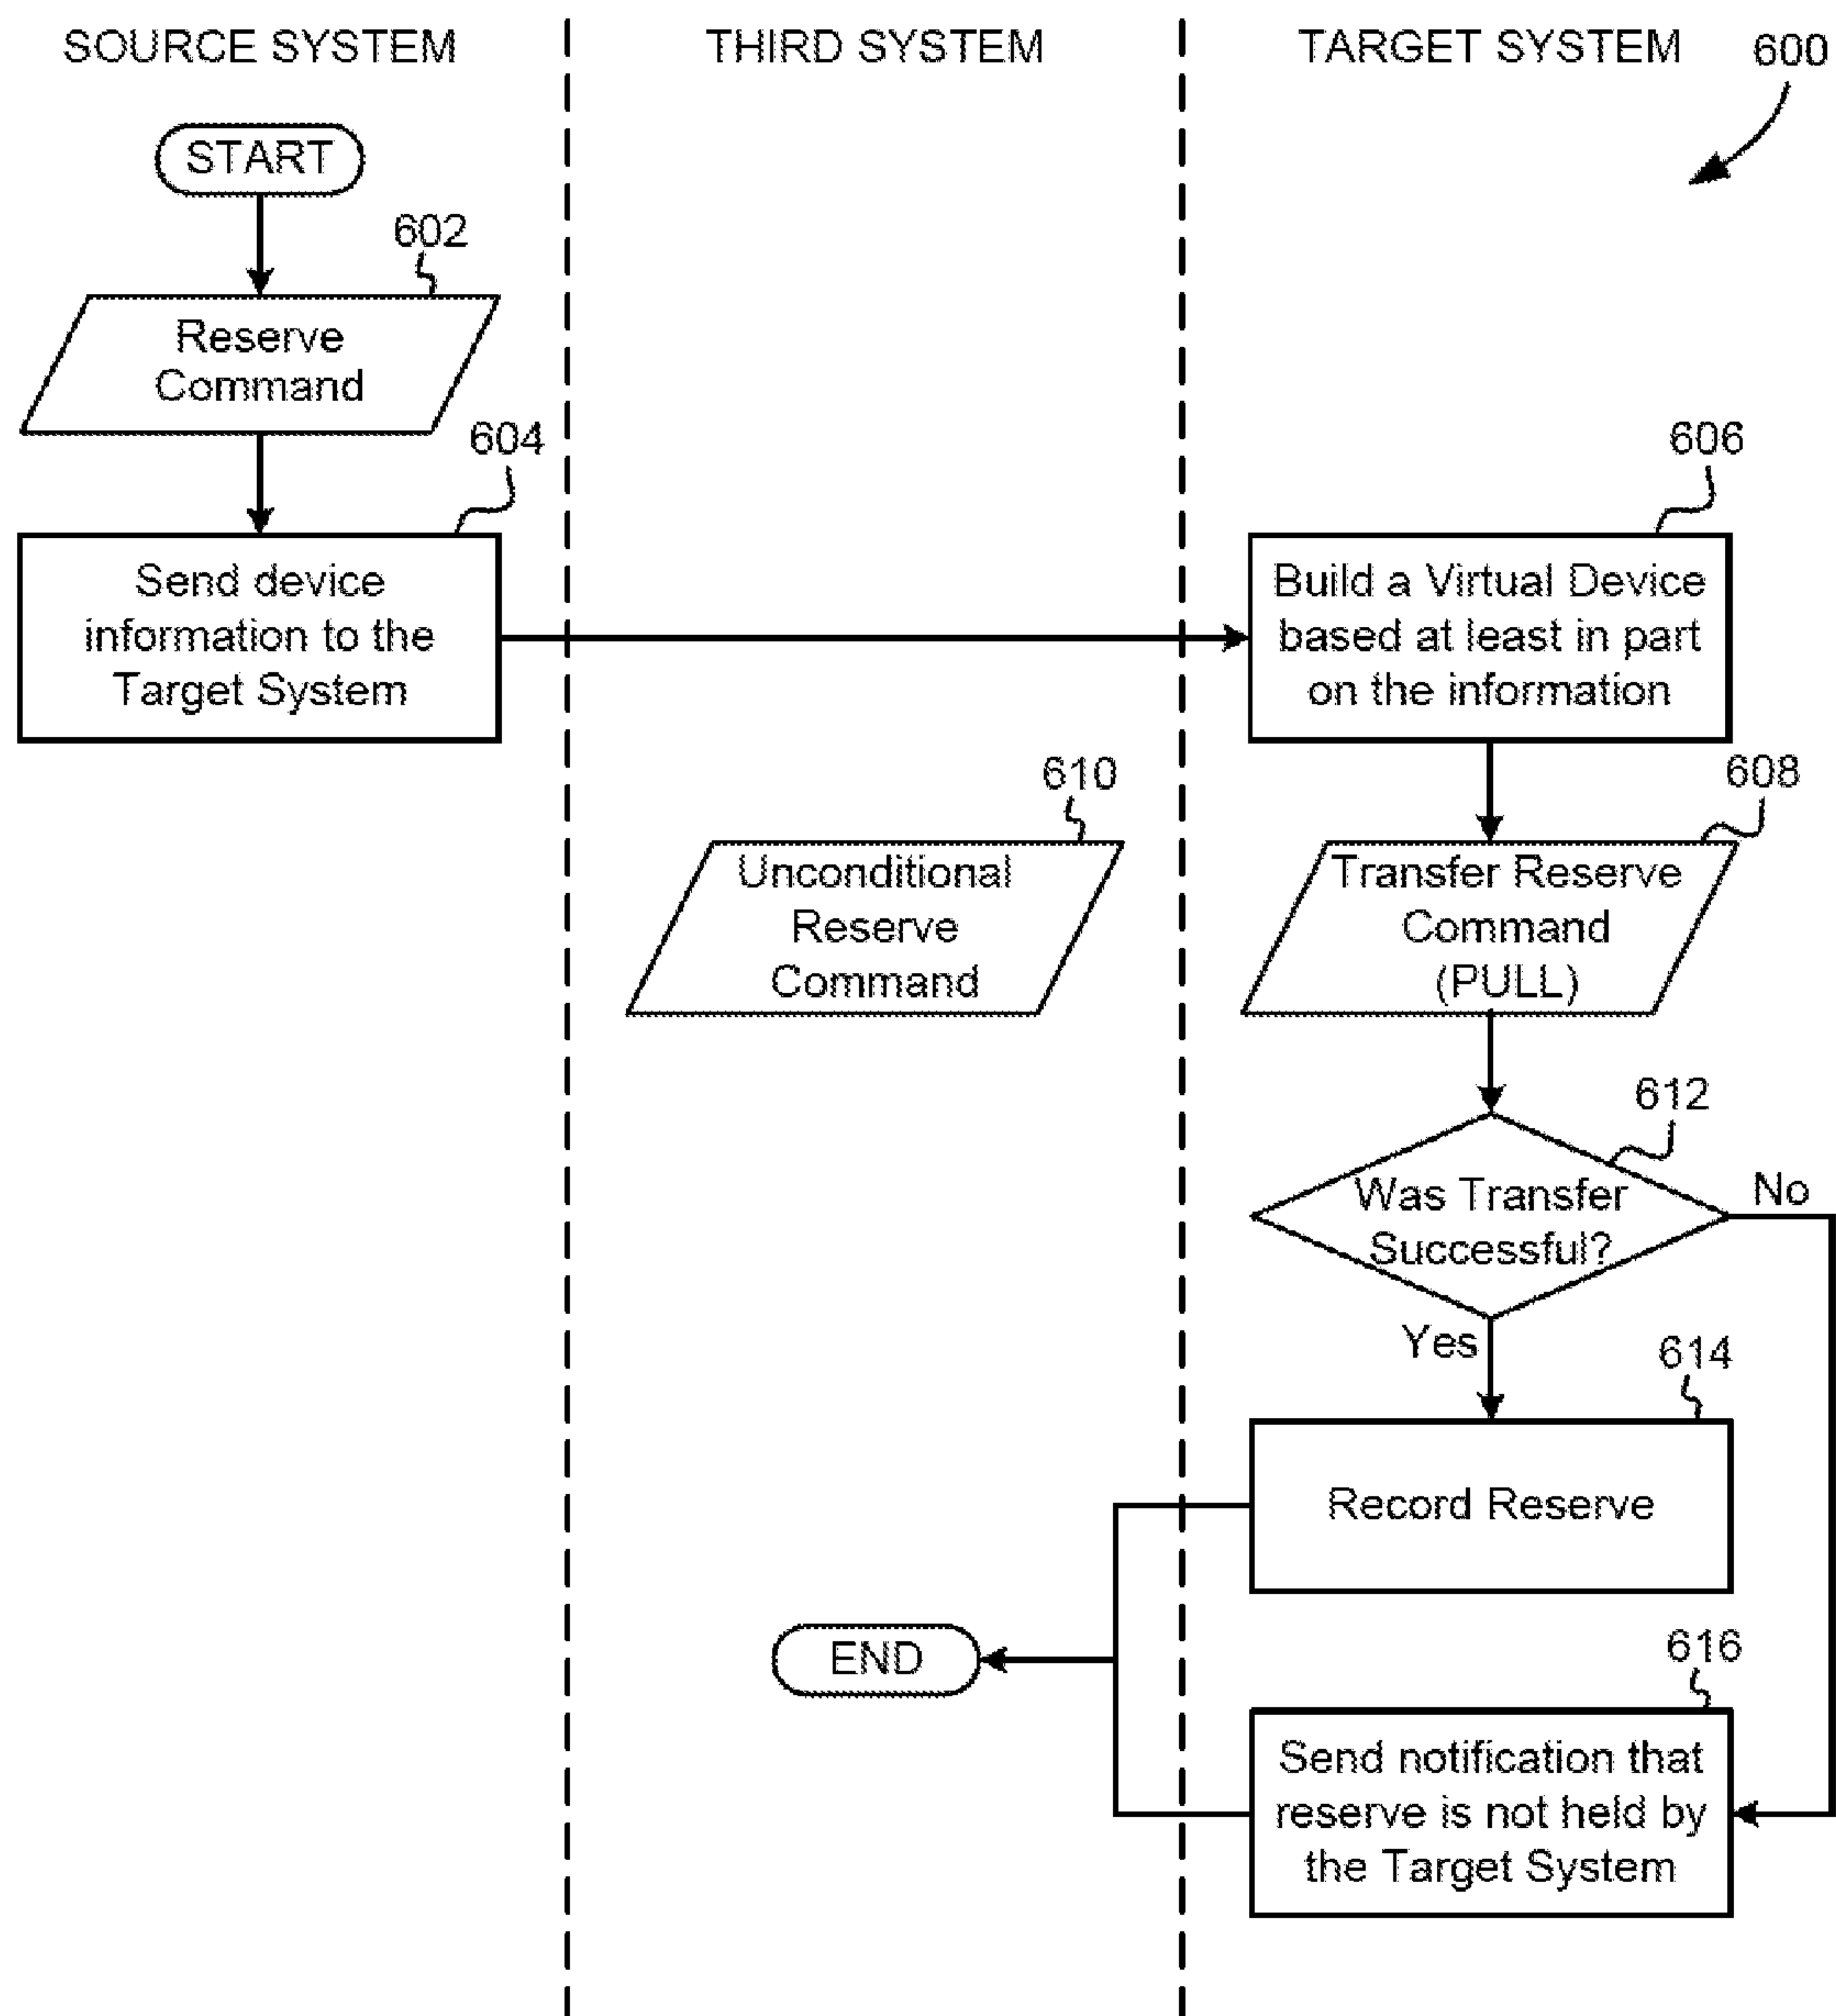 SOURCE SYSTEM
THIRD SYSTEM
TARGET SYSTEM
600
START
602
Reserve
Command
604
Send device
information to the
Target System
606
Build a Virtual Device
based at least in part
on the information
610
Unconditional
Reserve
Command
608
Transfer Reserve
Command
(PULL)
612
Was Transfer
Successful?
No
Yes
614
Record Reserve
END
616
Send notification that
reserve is not held by
the Target System